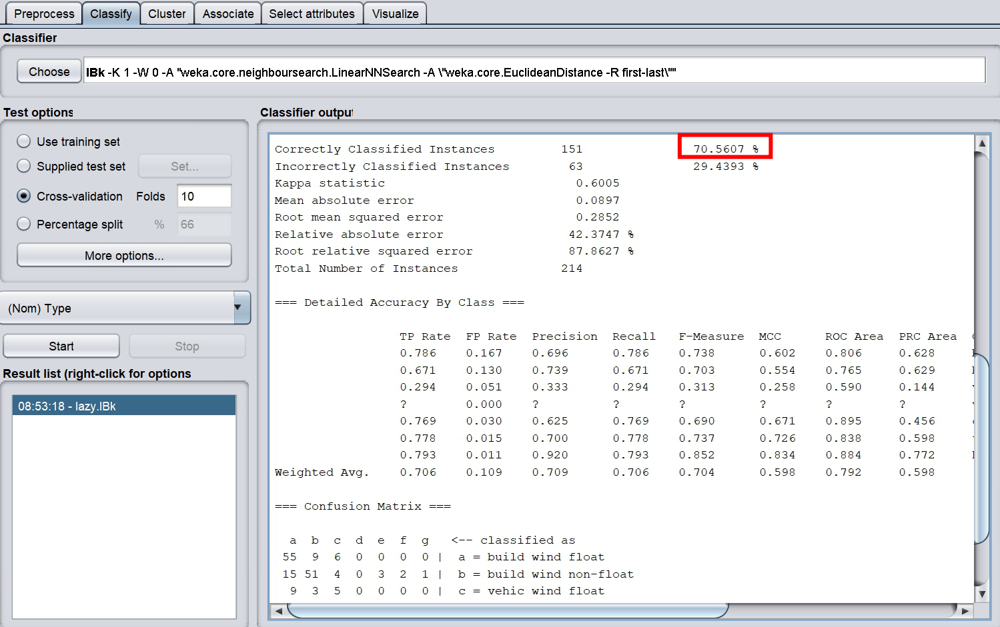 Preprocess Classify Cluster Associate Select attributes Visualize
Classifier
Choose IBk -K 1 -W 0 -A "weka.core.neighboursearch.LinearNNSearch -A \"weka.core.EuclideanDistance -R first-last\""
Test options
Use training set
Supplied test set Set...
Cross-validation Folds 10
Percentage split % 66
More options...
(Nom) Type
Start Stop
Result list (right-click for options
08:53:18 - lazy.IBk
Classifier output
Correctly Classified Instances 151 70.5607 %
Incorrectly Classified Instances 63 29.4393 %
Kappa statistic 0.6005
Mean absolute error 0.0897
Root mean squared error 0.2852
Relative absolute error 42.3747 %
Root relative squared error 87.8627 %
Total Number of Instances 214
=== Detailed Accuracy By Class ===
TP Rate FP Rate Precision Recall F-Measure MCC ROC Area PRC Area
0.786 0.167 0.696 0.786 0.738 0.602 0.806 0.628
0.671 0.130 0.739 0.671 0.703 0.554 0.765 0.629
0.294 0.051 0.333 0.294 0.313 0.258 0.590 0.144
? 0.000 ? ? ? ? ? ?
0.769 0.030 0.625 0.769 0.690 0.671 0.895 0.456
0.778 0.015 0.700 0.778 0.737 0.726 0.838 0.598
0.793 0.011 0.920 0.793 0.852 0.834 0.884 0.772
Weighted Avg. 0.706 0.109 0.709 0.706 0.704 0.598 0.792 0.598
=== Confusion Matrix ===
a b c d e f g <-- classified as
55 9 6 0 0 0 0 | a = build wind float
15 51 4 0 3 2 1 | b = build wind non-float
9 3 5 0 0 0 0 | c = vehic wind float